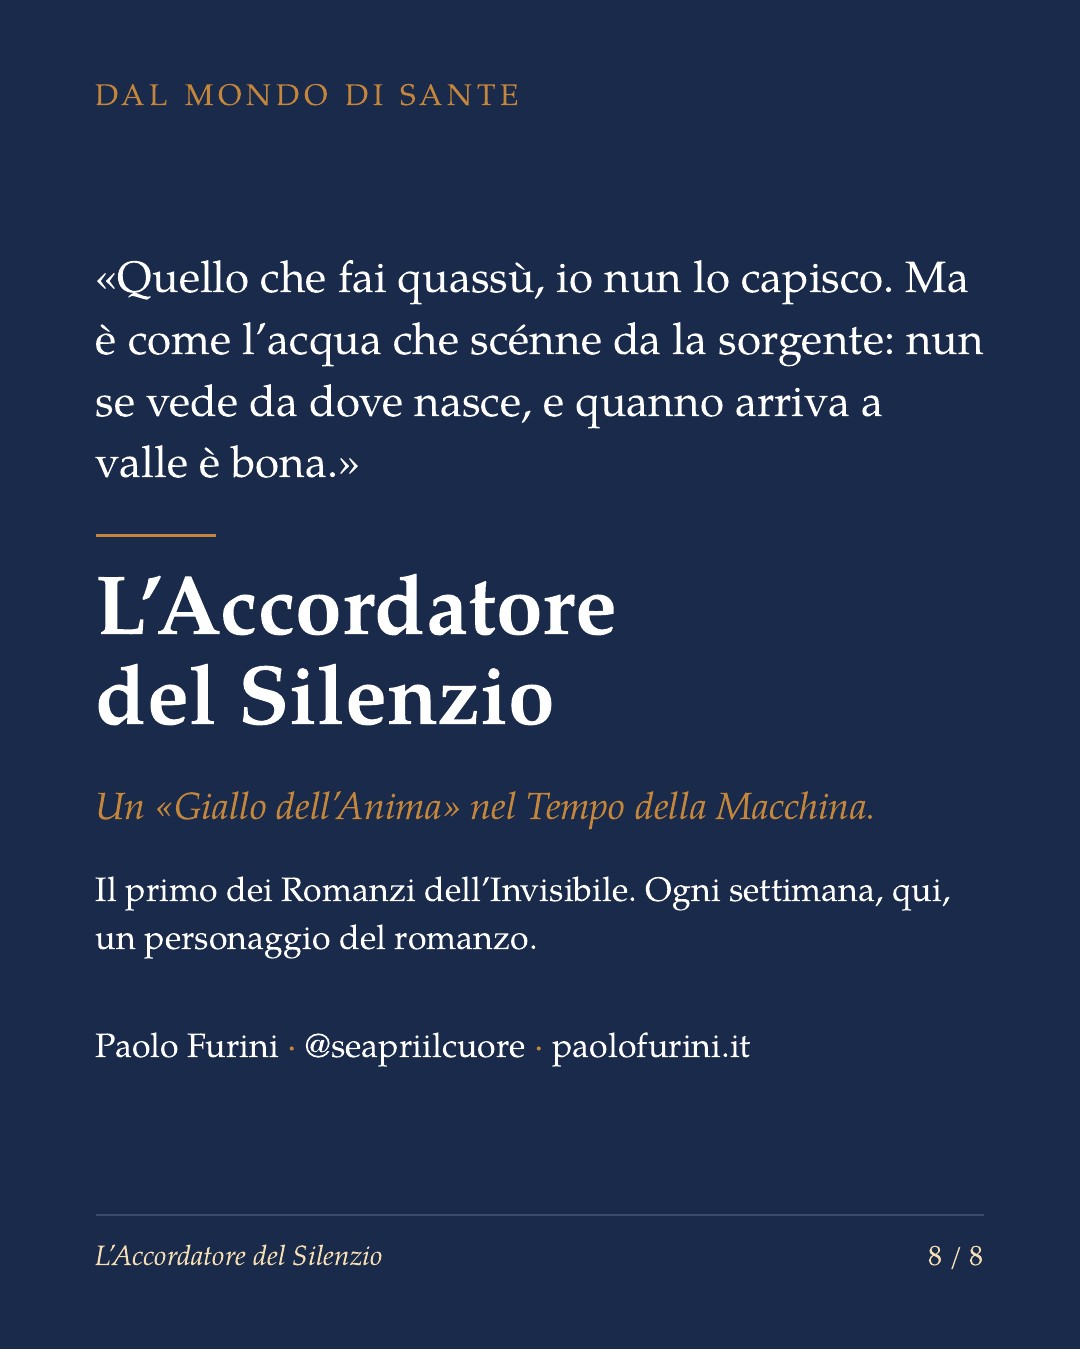 DAL MONDO DI SANTE
«Quello che fai quassù, io nun lo capisco. Ma
è come l’acqua che scénne da la sorgente: nun
se vede da dove nasce, e quanno arriva a
valle è bona.»
L’Accordatore
del Silenzio
Un «Giallo dell’Anima» nel Tempo della Macchina.
Il primo dei Romanzi dell’Invisibile. Ogni settimana, qui,
un personaggio del romanzo.
Paolo Furini · @seapriilcuore · paolofurini.it
L’Accordatore del Silenzio
8 / 8